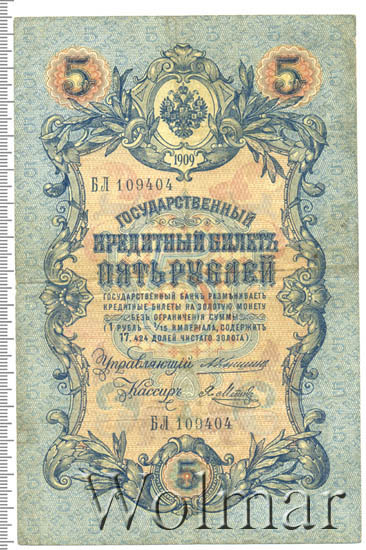 5 5
1909
БЛ 109404
ГОСУДАРСТВЕННЫЙ
КРЕДИТНЫЙ БИЛЕТЪ
ПЯТЬ РУБЛЕЙ
ГОСУДАРСТВЕННЫЙ БАНКЪ РАЗМѢНИВАЕТЪ
КРЕДИТНЫЕ БИЛЕТЫ НА ЗОЛОТУЮ МОНЕТУ
БЕЗЪ ОГРАНИЧЕНІЯ СУММЫ
(1 РУБЛЬ = 1/15 ИМПЕРІАЛА, СОДЕРЖИТЪ
17,424 ДОЛЕЙ ЧИСТАГО ЗОЛОТА).
Управляющій
Кассиръ
БЛ 109404
5
Wolmar